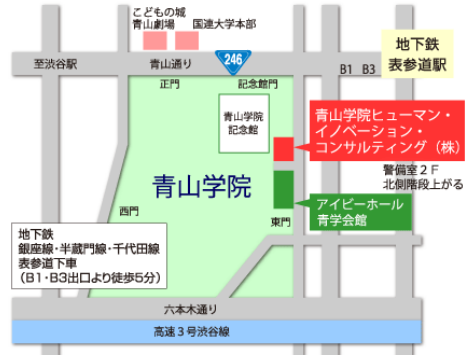 こどもの城
青山劇場
国連大学本部
地下鉄
表参道駅
至渋谷駅
青山通り
246
B1 B3
正門
記念館門
青山学院
記念館
青山学院ヒューマン・
イノベーション・
コンサルティング(株)
警備室2F
北側階段上がる
青山学院
アイビーホール
青学会館
西門
東門
地下鉄
銀座線・半蔵門線・千代田線
表参道下車
(B1・B3出口より徒歩5分)
六本木通り
高速3号渋谷線